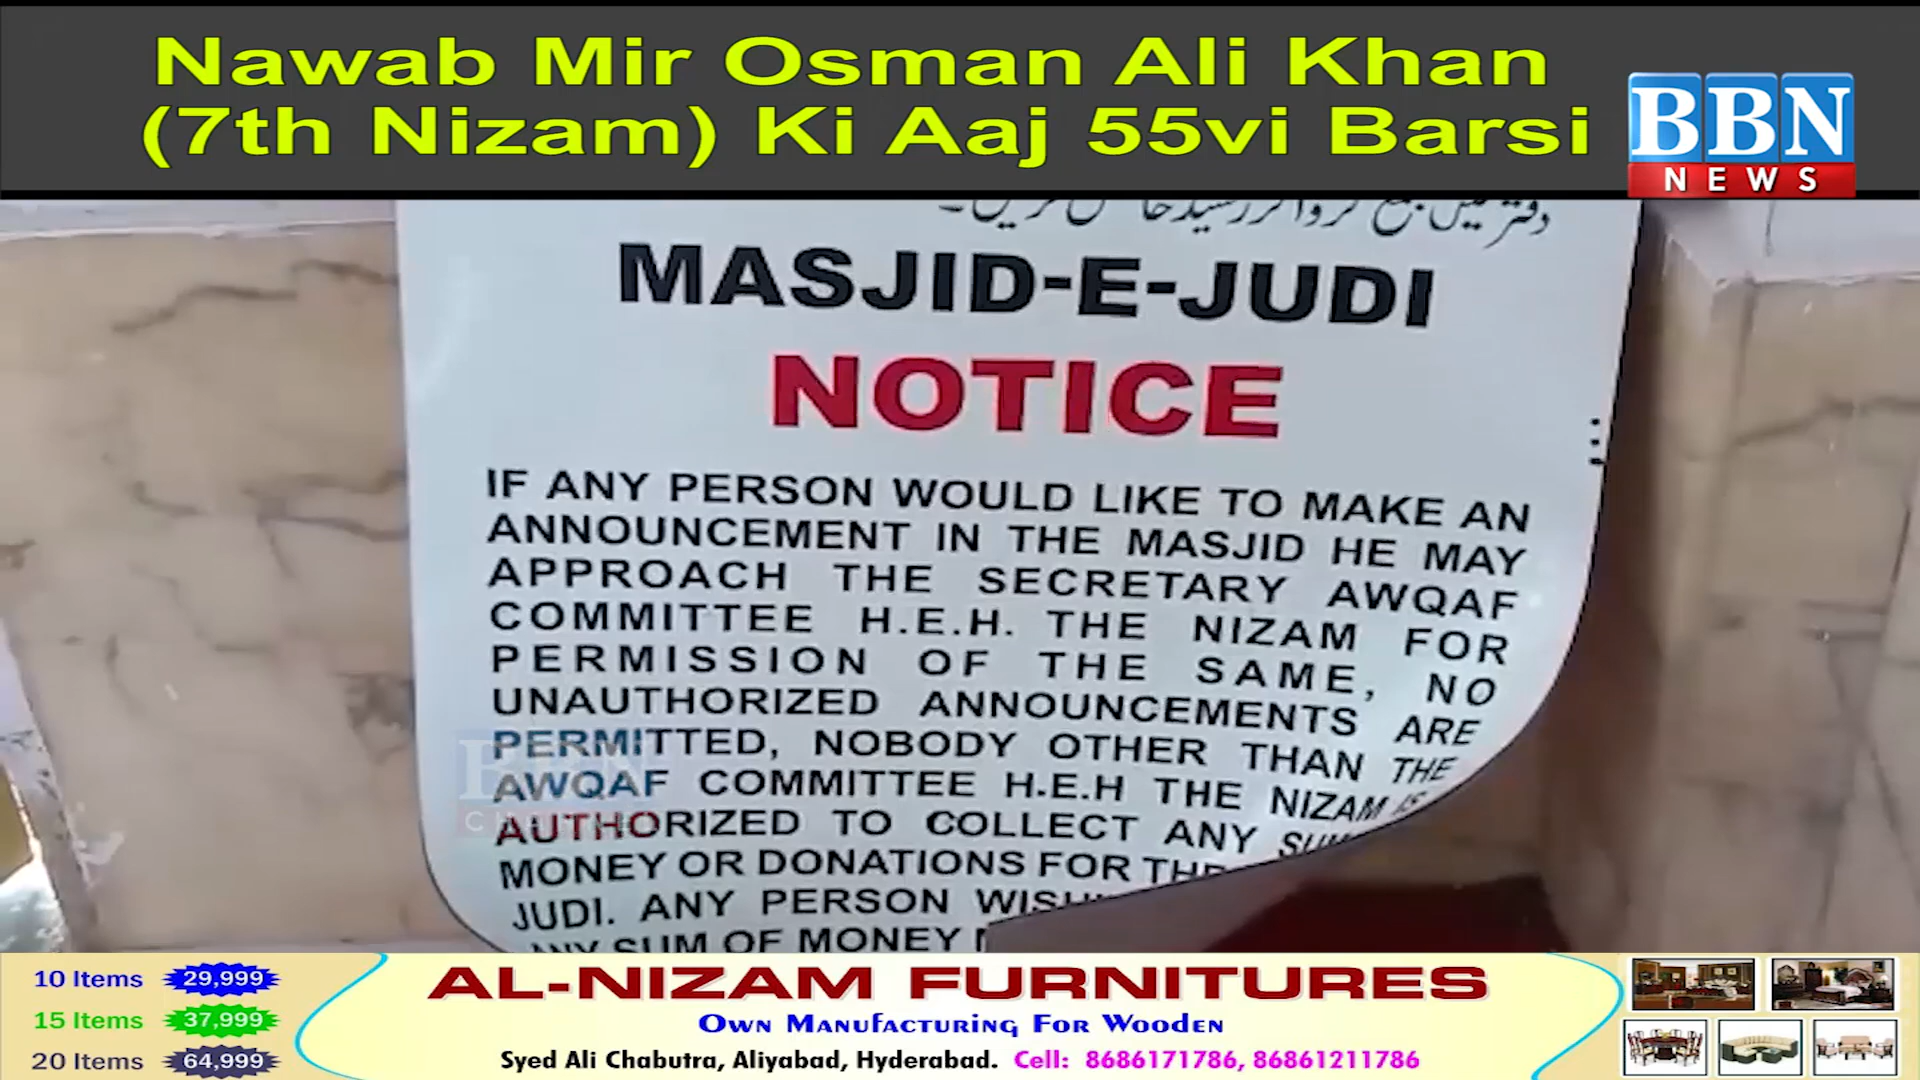 Nawab Mir Osman Ali Khan
(7th Nizam) Ki Aaj 55vi Barsi
BBN
NEWS
MASJID-E-JUDI
NOTICE
IF ANY PERSON WOULD LIKE TO MAKE AN
ANNOUNCEMENT IN THE MASJID HE MAY
APPROACH THE SECRETARY AWQAF
COMMITTEE H.E.H. THE NIZAM FOR
PERMISSION OF THE SAME, NO
UNAUTHORIZED ANNOUNCEMENTS ARE
PERMITTED, NOBODY OTHER THAN THE
AWQAF COMMITTEE H.E.H THE NIZAM IS
AUTHORIZED TO COLLECT ANY
MONEY OR DONATIONS FOR
JUDI. ANY PERSON
ANY SUM OF MONEY
BBN
CHANNEL
10 Items 29,999
15 Items 37,999
20 Items 64,999
AL-NIZAM FURNITURES
Own Manufacturing For Wooden
Syed Ali Chabutra, Aliyabad, Hyderabad. Cell: 8686171786, 86861211786